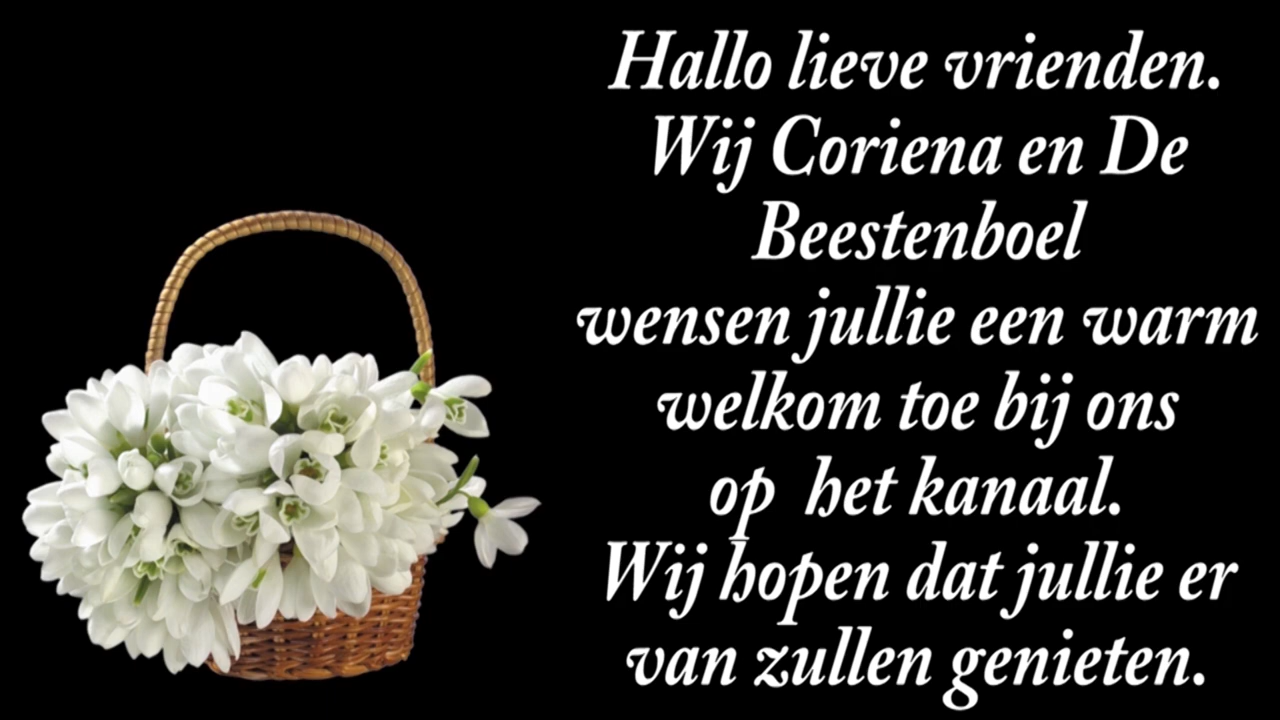 Hallo lieve vrienden.
Wij Coriena en De
Beestenboel
wensen jullie een warm
welkom toe bij ons
op het kanaal.
Wij hopen dat jullie er
van zullen genieten.